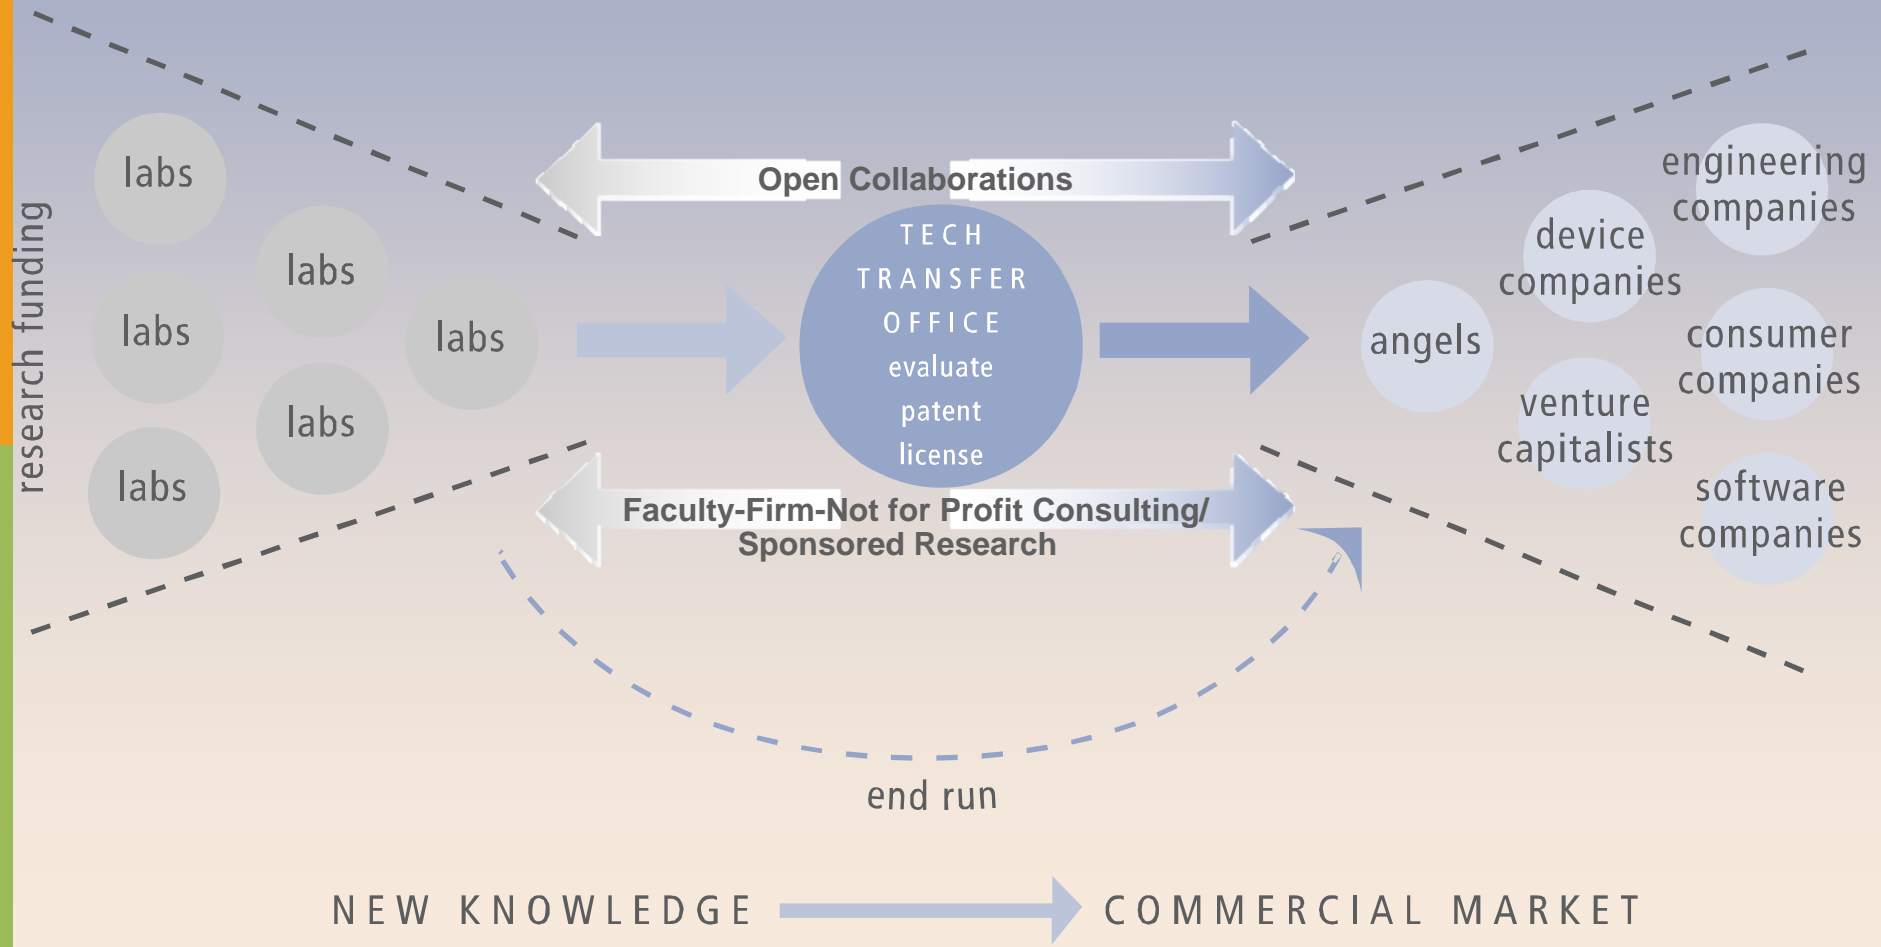 research funding
labs
labs
labs
labs
labs
labs
Open Collaborations
TECH
TRANSFER
OFFICE
evaluate
patent
license
Faculty-Firm-Not for Profit Consulting/
Sponsored Research
end run
angels
device
companies
venture
capitalists
engineering
companies
consumer
companies
software
companies
NEW KNOWLEDGE
COMMERCIAL MARKET